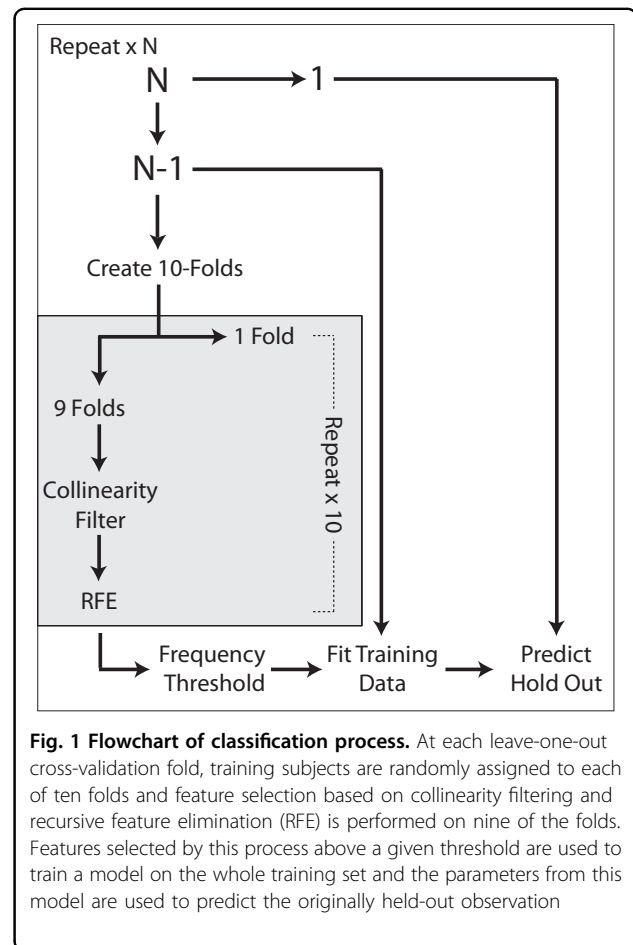 Repeat x N
N
1
N-1
Create 10-Folds
1 Fold
9 Folds
Repeat x 10
Collinearity
Filter
RFE
Frequency
Threshold
Fit Training
Data
Predict
Hold Out
Fig. 1 Flowchart of classification process. At each leave-one-out
cross-validation fold, training subjects are randomly assigned to each
of ten folds and feature selection based on collinearity filtering and
recursive feature elimination (RFE) is performed on nine of the folds.
Features selected by this process above a given threshold are used to
train a model on the whole training set and the parameters from this
model are used to predict the originally held-out observation